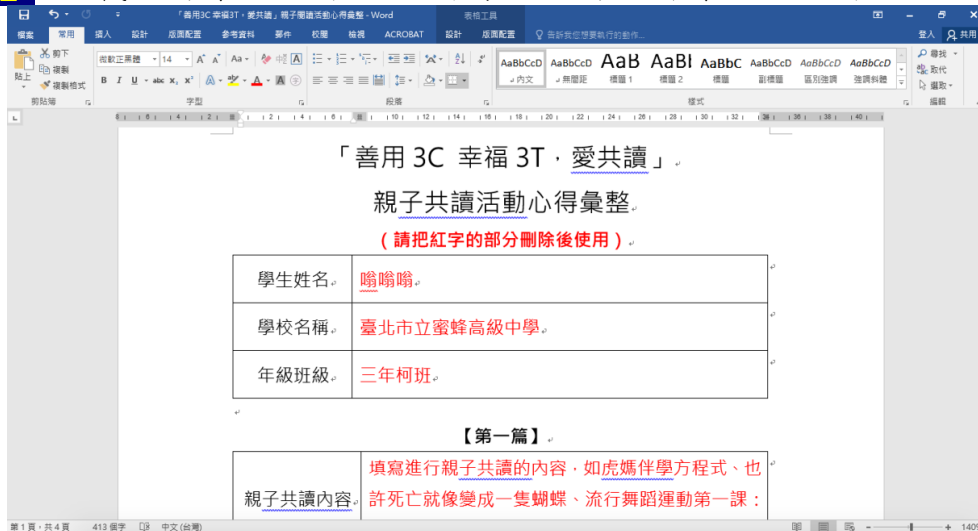 「善用3C 幸福3T，愛共讀」親子閱讀活動心得彙整 - Word
表格工具
檔案 常用 插入 設計 版面配置 參考資料 郵件 校閱 檢視 ACROBAT 設計 版面配置 告訴我您想要執行的動作... 登入 共用
貼上
剪下
複製
複製格式
剪貼簿
微軟正黑體 14
B I U abc
字型
段落
AaBbCcD AaBbCcD AaB AaBb AaBbC AaBbCcD AaBbCcD AaBbCcD
內文 無間距 標題 1 標題 2 標題 副標題 區別強調 強調斜體
樣式
尋找
取代
選取
編輯
「善用 3C 幸福 3T，愛共讀」
親子共讀活動心得彙整
（請把紅字的部分刪除後使用）
學生姓名 嗡嗡嗡
學校名稱 臺北市立蜜蜂高級中學
年級班級 三年柯班
【第一篇】
親子共讀內容
填寫進行親子共讀的內容，如虎媽伴學方程式、也
許死亡就像變成一隻蝴蝶、流行舞蹈運動第一課；
第 1 頁，共 4 頁 413 個字 中文(台灣)